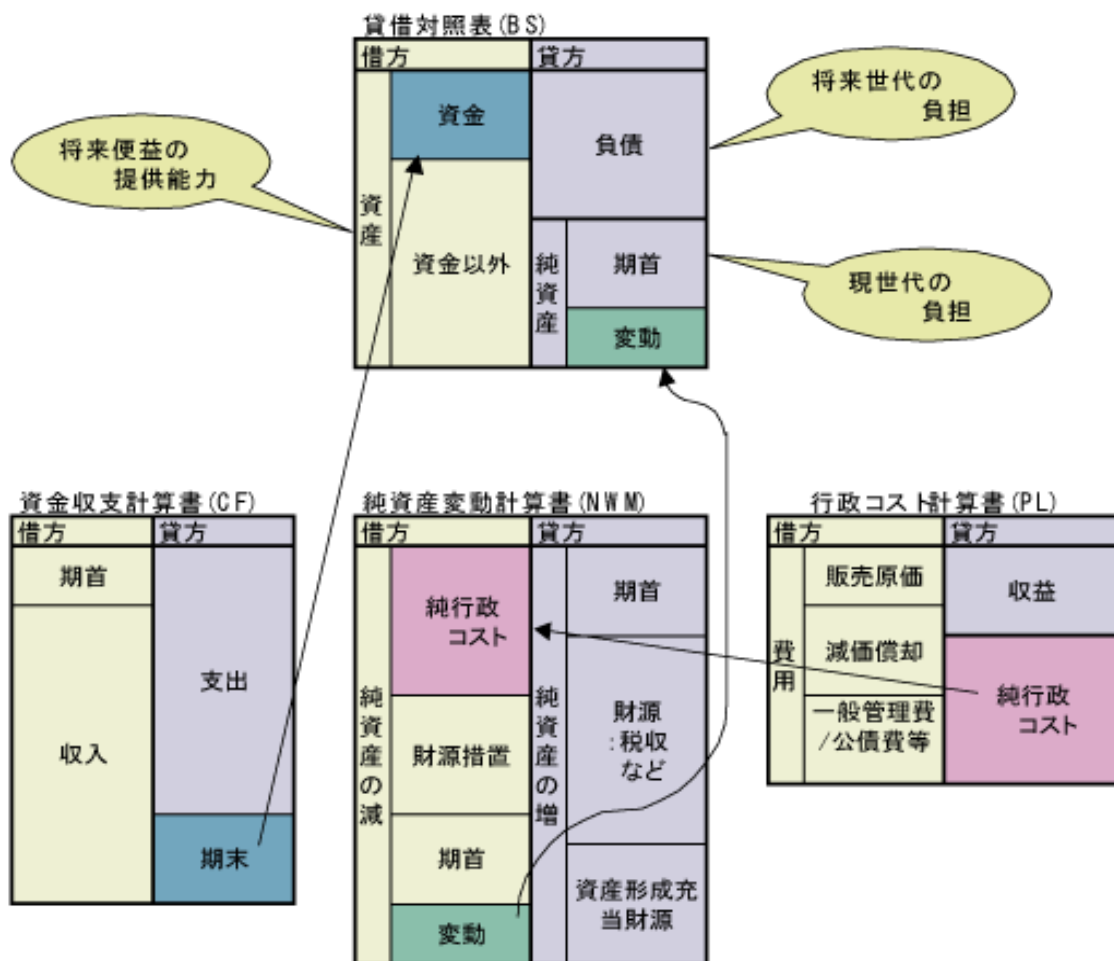 貸借対照表(BS)
借方
貸方
資産
資金
資金以外
負債
純資産
期首
変動
将来便益の
提供能力
将来世代の
負担
現世代の
負担
資金収支計算書(CF)
借方
貸方
期首
収入
支出
期末
純資産変動計算書(NWM)
借方
貸方
純資産の減
純行政
コスト
財源措置
期首
変動
純資産の増
期首
財源
:税収
など
資産形成充
当財源
行政コスト計算書(PL)
借方
貸方
費用
販売原価
減価償却
一般管理費
/公債費等
収益
純行政
コスト